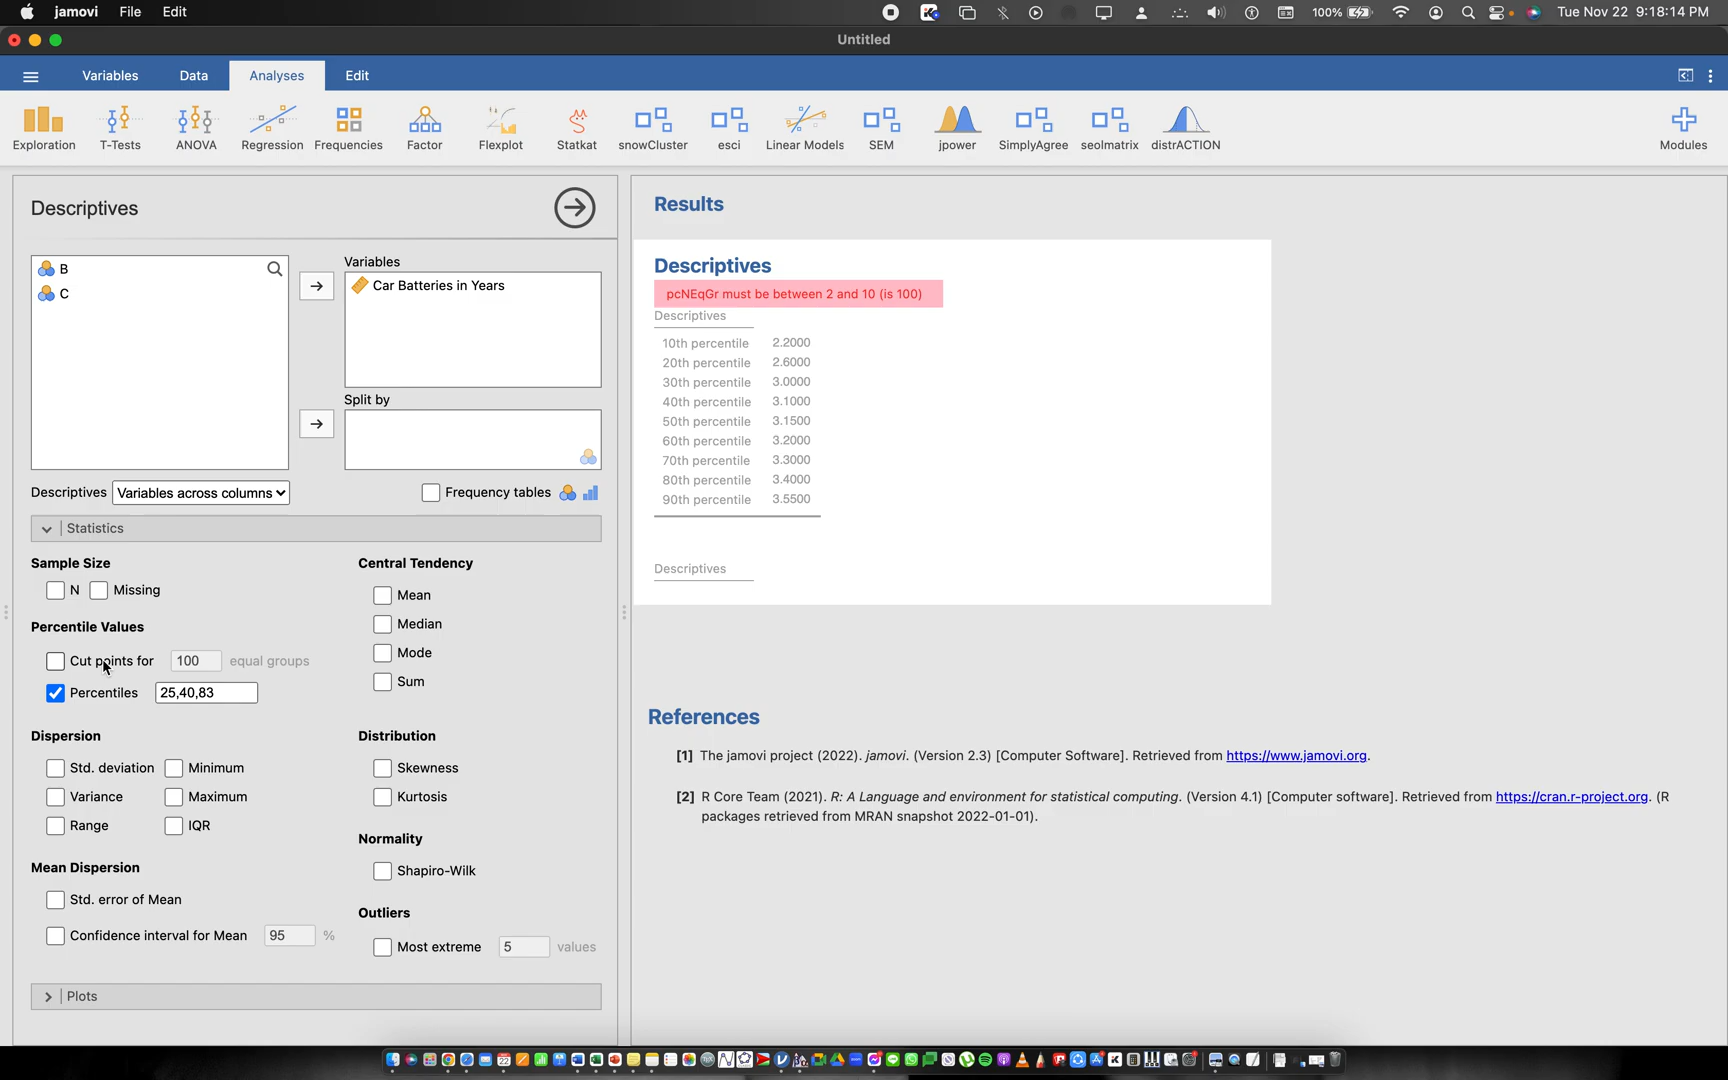 jamovi File Edit 100% Tue Nov 22 9:18:14 PM
Untitled
Variables Data Analyses Edit
Exploration T-Tests ANOVA Regression Frequencies Factor Flexplot Statkat snowCluster esci Linear Models SEM jpower SimplyAgree seolmatrix distrACTION Modules
Descriptives
B
C
Variables
Car Batteries in Years
Split by
Descriptives Variables across columns Frequency tables
Statistics
Sample Size
N Missing
Percentile Values
Cut points for 100 equal groups
Percentiles 25,40,83
Dispersion
Std. deviation Minimum
Variance Maximum
Range IQR
Mean Dispersion
Std. error of Mean
Confidence interval for Mean 95 %
Central Tendency
Mean
Median
Mode
Sum
Distribution
Skewness
Kurtosis
Normality
Shapiro-Wilk
Outliers
Most extreme 5 values
Plots
Results
Descriptives
pcNEqGr must be between 2 and 10 (is 100)
Descriptives
10th percentile 2.2000
20th percentile 2.6000
30th percentile 3.0000
40th percentile 3.1000
50th percentile 3.1500
60th percentile 3.2000
70th percentile 3.3000
80th percentile 3.4000
90th percentile 3.5500
Descriptives
References
[1] The jamovi project (2022). jamovi. (Version 2.3) [Computer Software]. Retrieved from https://www.jamovi.org.
[2] R Core Team (2021). R: A Language and environment for statistical computing. (Version 4.1) [Computer software]. Retrieved from https://cran.r-project.org. (R
packages retrieved from MRAN snapshot 2022-01-01).